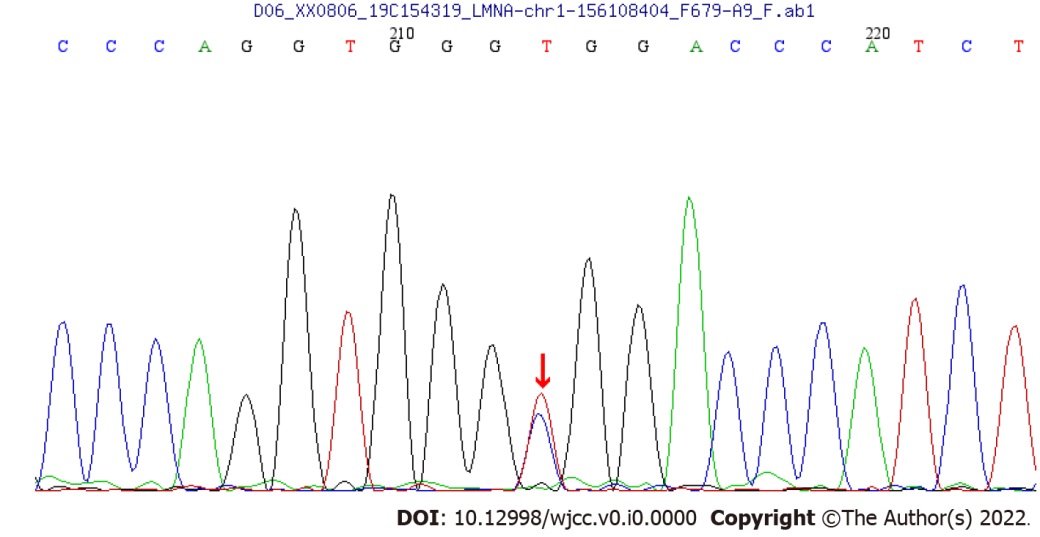 D06_XX0806_19C154319_LMNA-chr1-156108404_F679-A9_F.ab1
210 220
C C C A G G T G G G T G G A C C C A T C T
DOI: 10.12998/wjcc.v0.i0.0000 Copyright ©The Author(s) 2022.